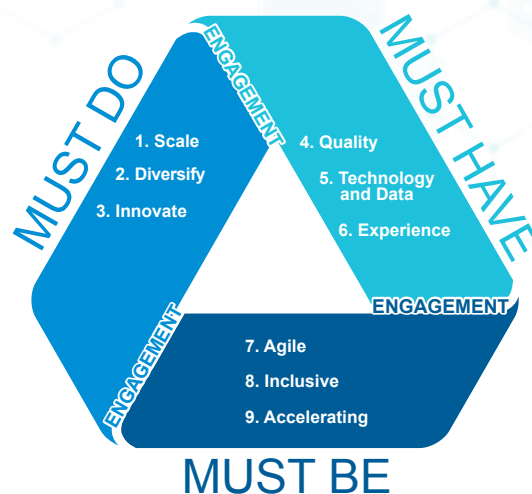 MUST DO
MUST HAVE
ENGAGEMENT
1. Scale
2. Diversify
3. Innovate
4. Quality
5. Technology
and Data
6. Experience
ENGAGEMENT
ENGAGEMENT
7. Agile
8. Inclusive
9. Accelerating
MUST BE